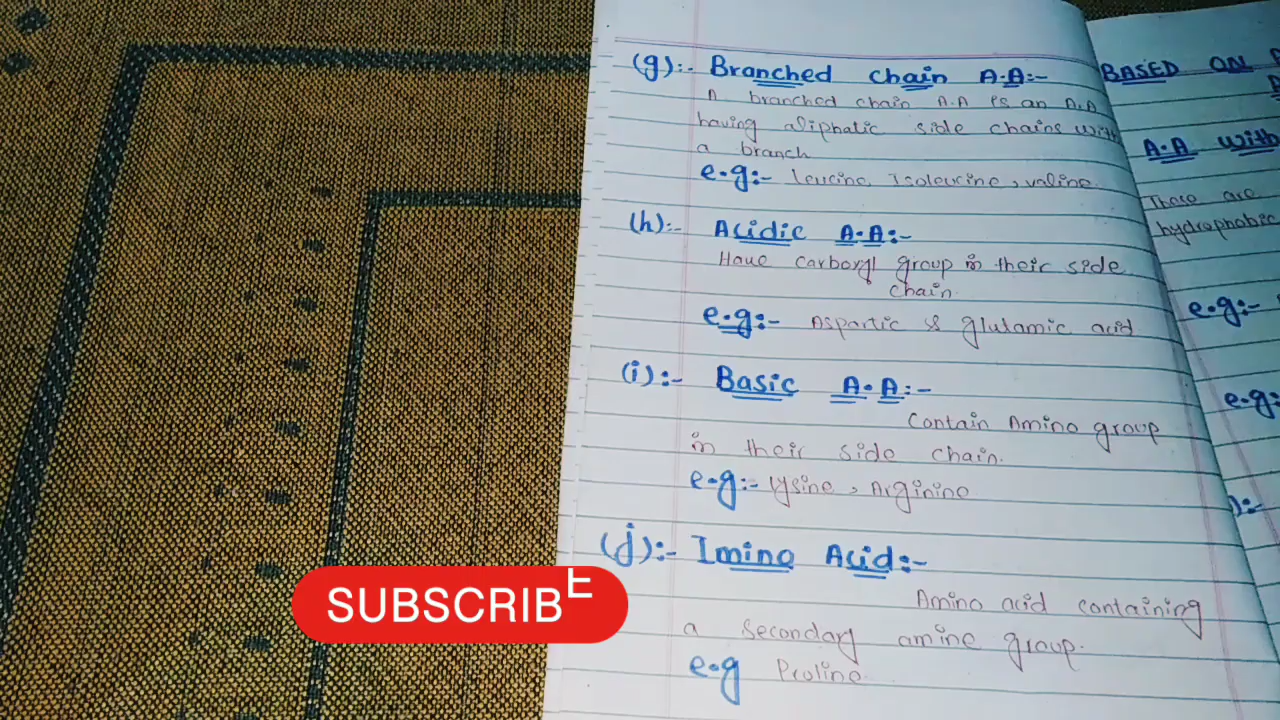 (g):- Branched chain A.A:-
A branched chain A.A is an A.A
having aliphatic side chains with
a branch
e.g:- Leucine, Isoleucine, valine.
(h):- Acidic A.A:-
Have carboxyl group in their side
chain.
e.g:- Aspartic & glutamic acid
(i):- Basic A.A:-
Contain Amino group
in their side chain.
e.g:- Lysine, Arginine
(j):- Imino Acid:-
Amino acid containing
a secondary amine group.
e.g Proline
BASED ON
A.A With
These are
hydrophobic
e.g:-
e.g:-
):-
SUBSCRIBE